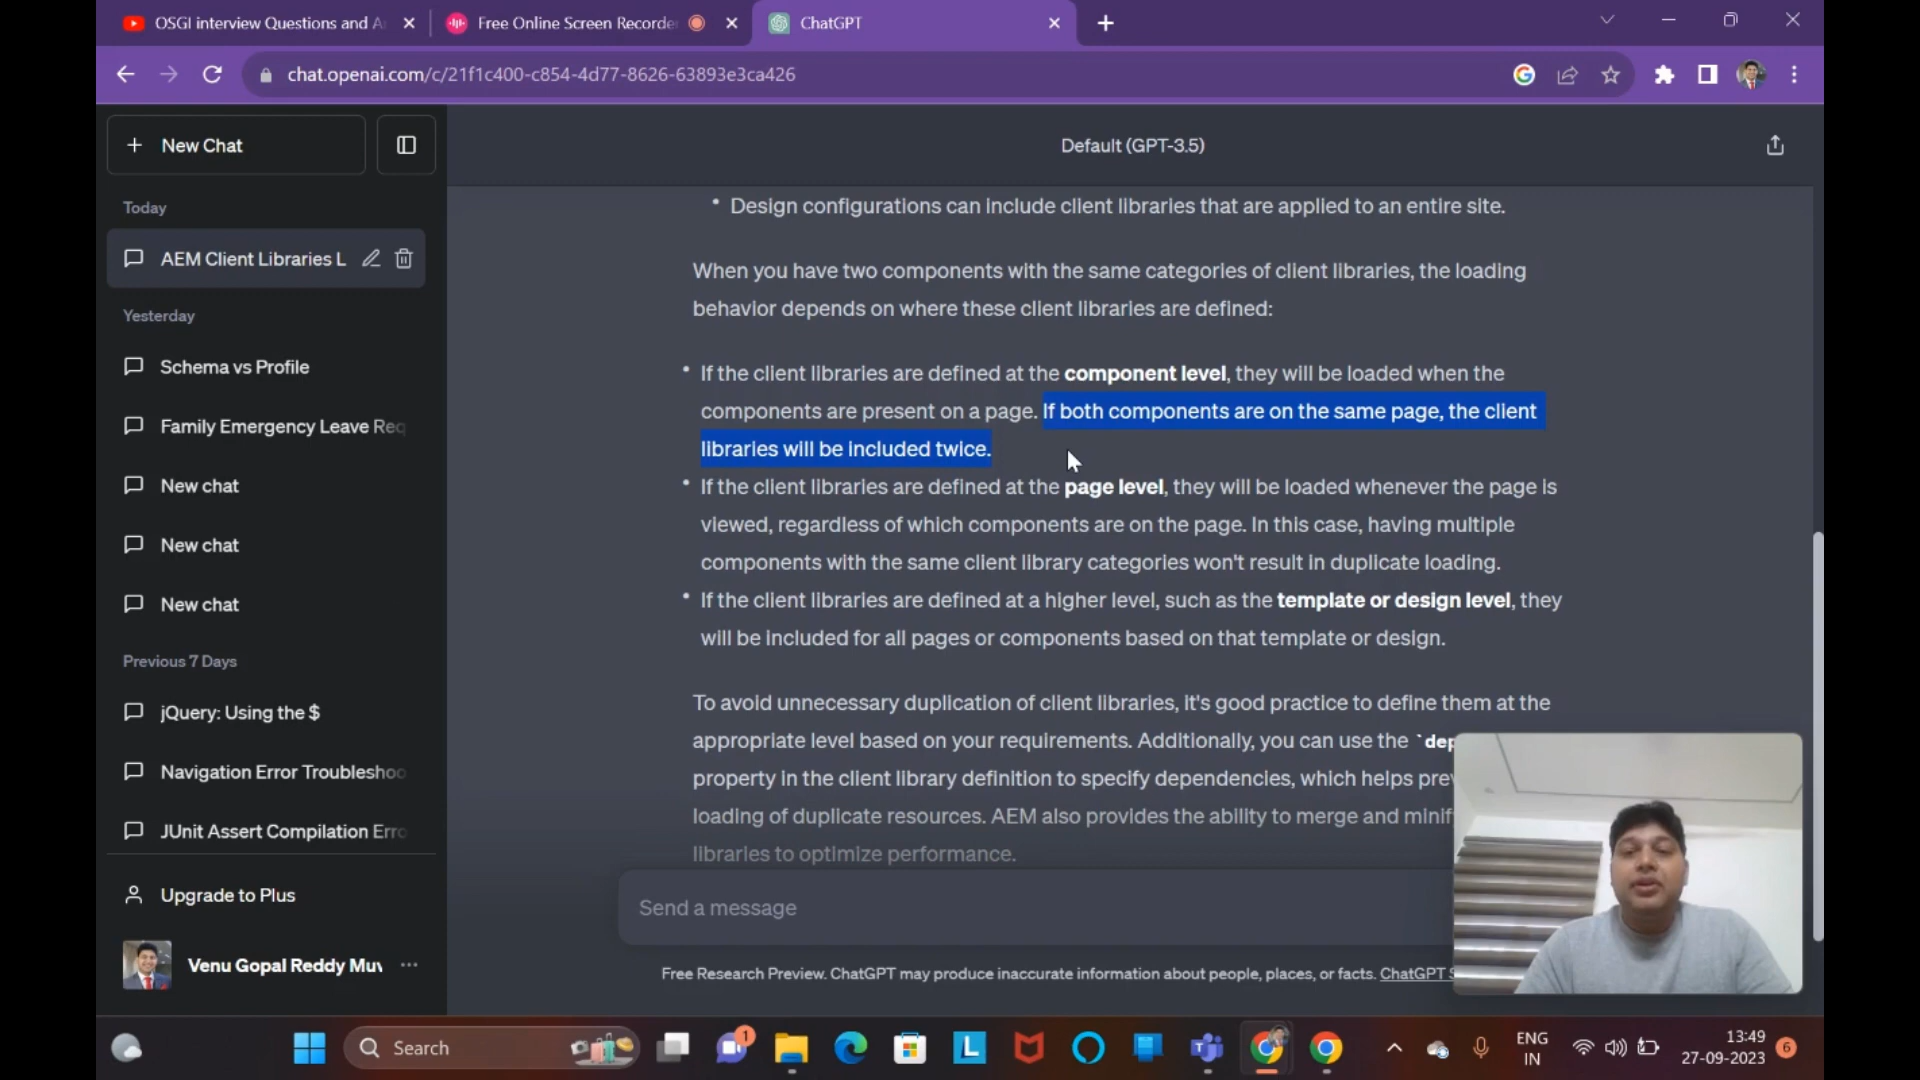 OSGI interview Questions and A
Free Online Screen Recorde
ChatGPT
chat.openai.com/c/21f1c400-c854-4d77-8626-63893e3ca426
New Chat
Default (GPT-3.5)
Today
AEM Client Libraries L
Yesterday
Schema vs Profile
Family Emergency Leave Req
New chat
New chat
New chat
Previous 7 Days
jQuery: Using the $
Navigation Error Troubleshoo
JUnit Assert Compilation Erro
Upgrade to Plus
Venu Gopal Reddy Muv
• Design configurations can include client libraries that are applied to an entire site.
When you have two components with the same categories of client libraries, the loading
behavior depends on where these client libraries are defined:
• If the client libraries are defined at the component level, they will be loaded when the
components are present on a page. If both components are on the same page, the client
libraries will be included twice.
• If the client libraries are defined at the page level, they will be loaded whenever the page is
viewed, regardless of which components are on the page. In this case, having multiple
components with the same client library categories won't result in duplicate loading.
• If the client libraries are defined at a higher level, such as the template or design level, they
will be included for all pages or components based on that template or design.
To avoid unnecessary duplication of client libraries, it's good practice to define them at the
appropriate level based on your requirements. Additionally, you can use the `dep
property in the client library definition to specify dependencies, which helps pre
loading of duplicate resources. AEM also provides the ability to merge and minif
libraries to optimize performance.
Send a message
Free Research Preview. ChatGPT may produce inaccurate information about people, places, or facts. ChatGPT S
Search
1
L
ENG
IN
13:49
27-09-2023
6